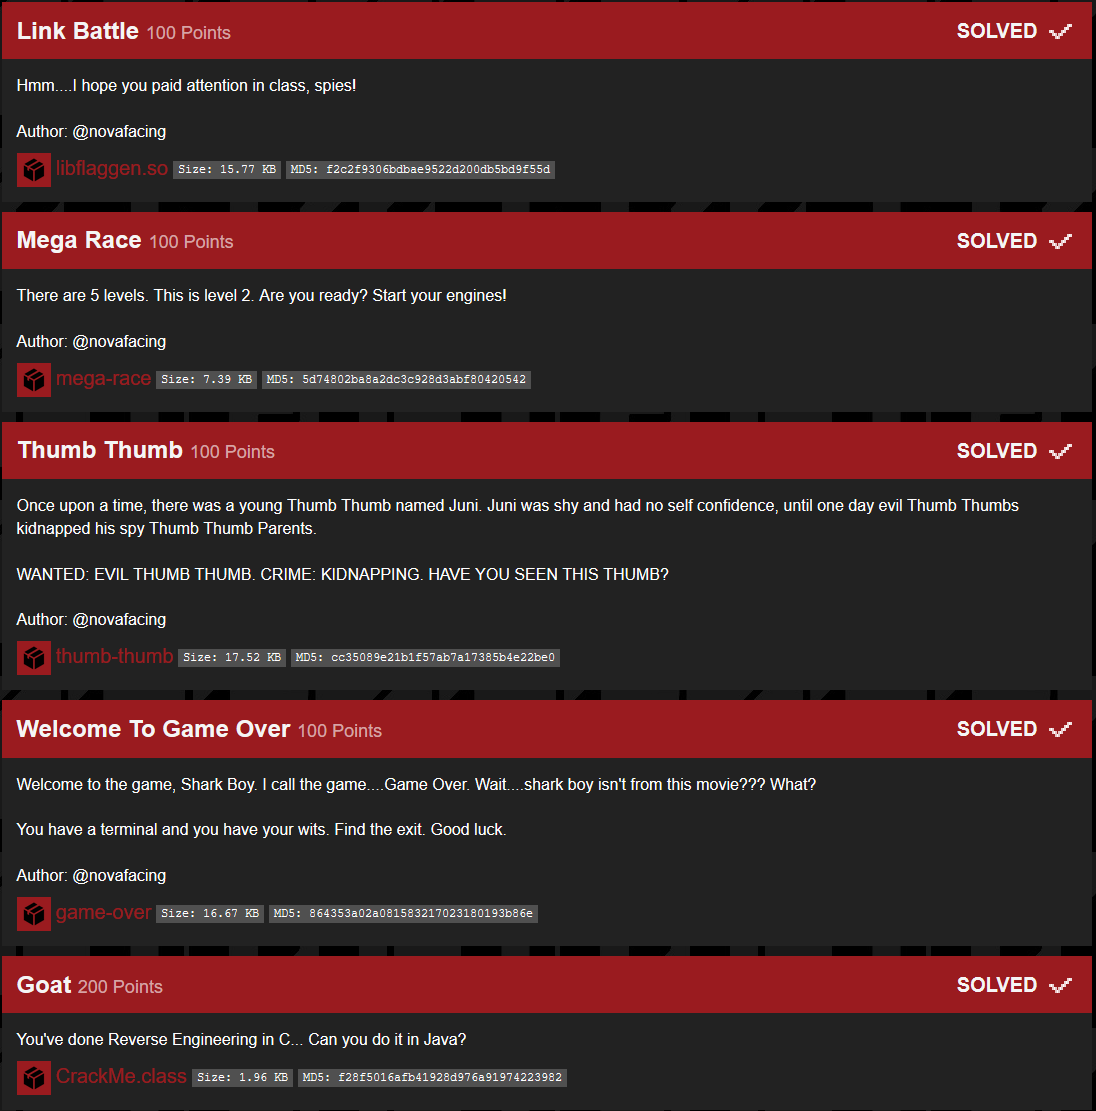 Link Battle 100 Points SOLVED
Hmm....I hope you paid attention in class, spies!
Author: @novafacing
libflaggen.so Size: 15.77 KB MD5: f2c2f9306bdbae9522d200db5bd9f55d
Mega Race 100 Points SOLVED
There are 5 levels. This is level 2. Are you ready? Start your engines!
Author: @novafacing
mega-race Size: 7.39 KB MD5: 5d74802ba8a2dc3c928d3abf80420542
Thumb Thumb 100 Points SOLVED
Once upon a time, there was a young Thumb Thumb named Juni. Juni was shy and had no self confidence, until one day evil Thumb Thumbs
kidnapped his spy Thumb Thumb Parents.
WANTED: EVIL THUMB THUMB. CRIME: KIDNAPPING. HAVE YOU SEEN THIS THUMB?
Author: @novafacing
thumb-thumb Size: 17.52 KB MD5: cc35089e21b1f57ab7a17385b4e22be0
Welcome To Game Over 100 Points SOLVED
Welcome to the game, Shark Boy. I call the game....Game Over. Wait....shark boy isn't from this movie??? What?
You have a terminal and you have your wits. Find the exit. Good luck.
Author: @novafacing
game-over Size: 16.67 KB MD5: 864353a02a081583217023180193b86e
Goat 200 Points SOLVED
You've done Reverse Engineering in C... Can you do it in Java?
CrackMe.class Size: 1.96 KB MD5: f28f5016afb41928d976a91974223982